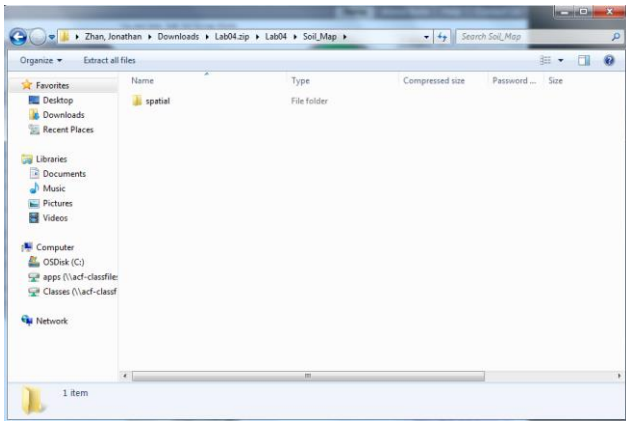 Zhan, Jonathan ▸ Downloads ▸ Lab04.zip ▸ Lab04 ▸ Soil_Map ▸
Search Soil_Map
Organize Extract all files
Name Type Compressed size Password ... Size
Favorites
spatial File folder
Desktop
Downloads
Recent Places
Libraries
Documents
Music
Pictures
Videos
Computer
OSDisk (C:)
apps (\\acf-classfile:
Classes (\\acf-classf
Network
1 item